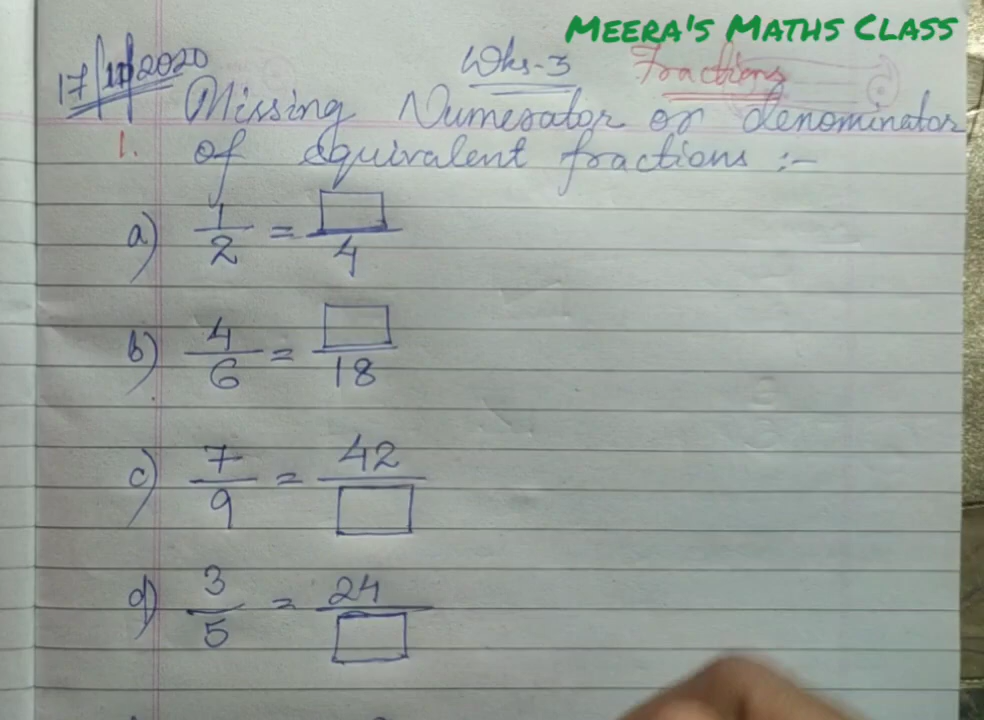 MEERA'S MATHS CLASS
17/11/2020 Wks-3 Fractions
Missing Numerator or denominator
1. of equivalent fractions :-
a) 1/2 = □/4
b) 4/6 = □/18
c) 7/9 = 42/□
d) 3/5 = 24/□